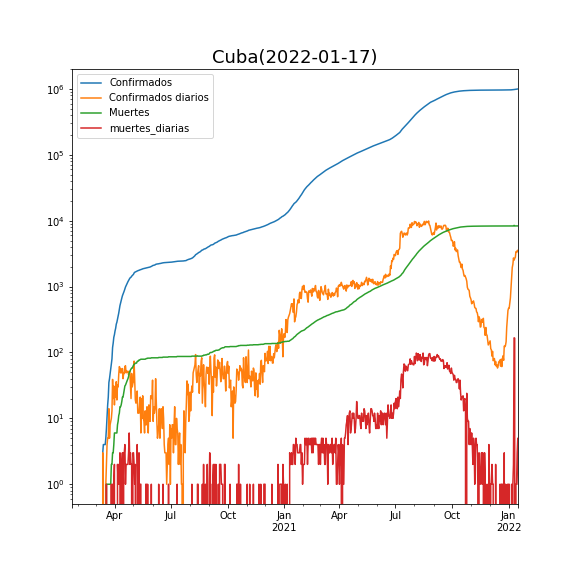 Cuba(2022-01-17)
Confirmados
Confirmados diarios
Muertes
muertes_diarias
10^6
10^5
10^4
10^3
10^2
10^1
10^0
Apr Jul Oct Jan Apr Jul Oct Jan
2021 2022